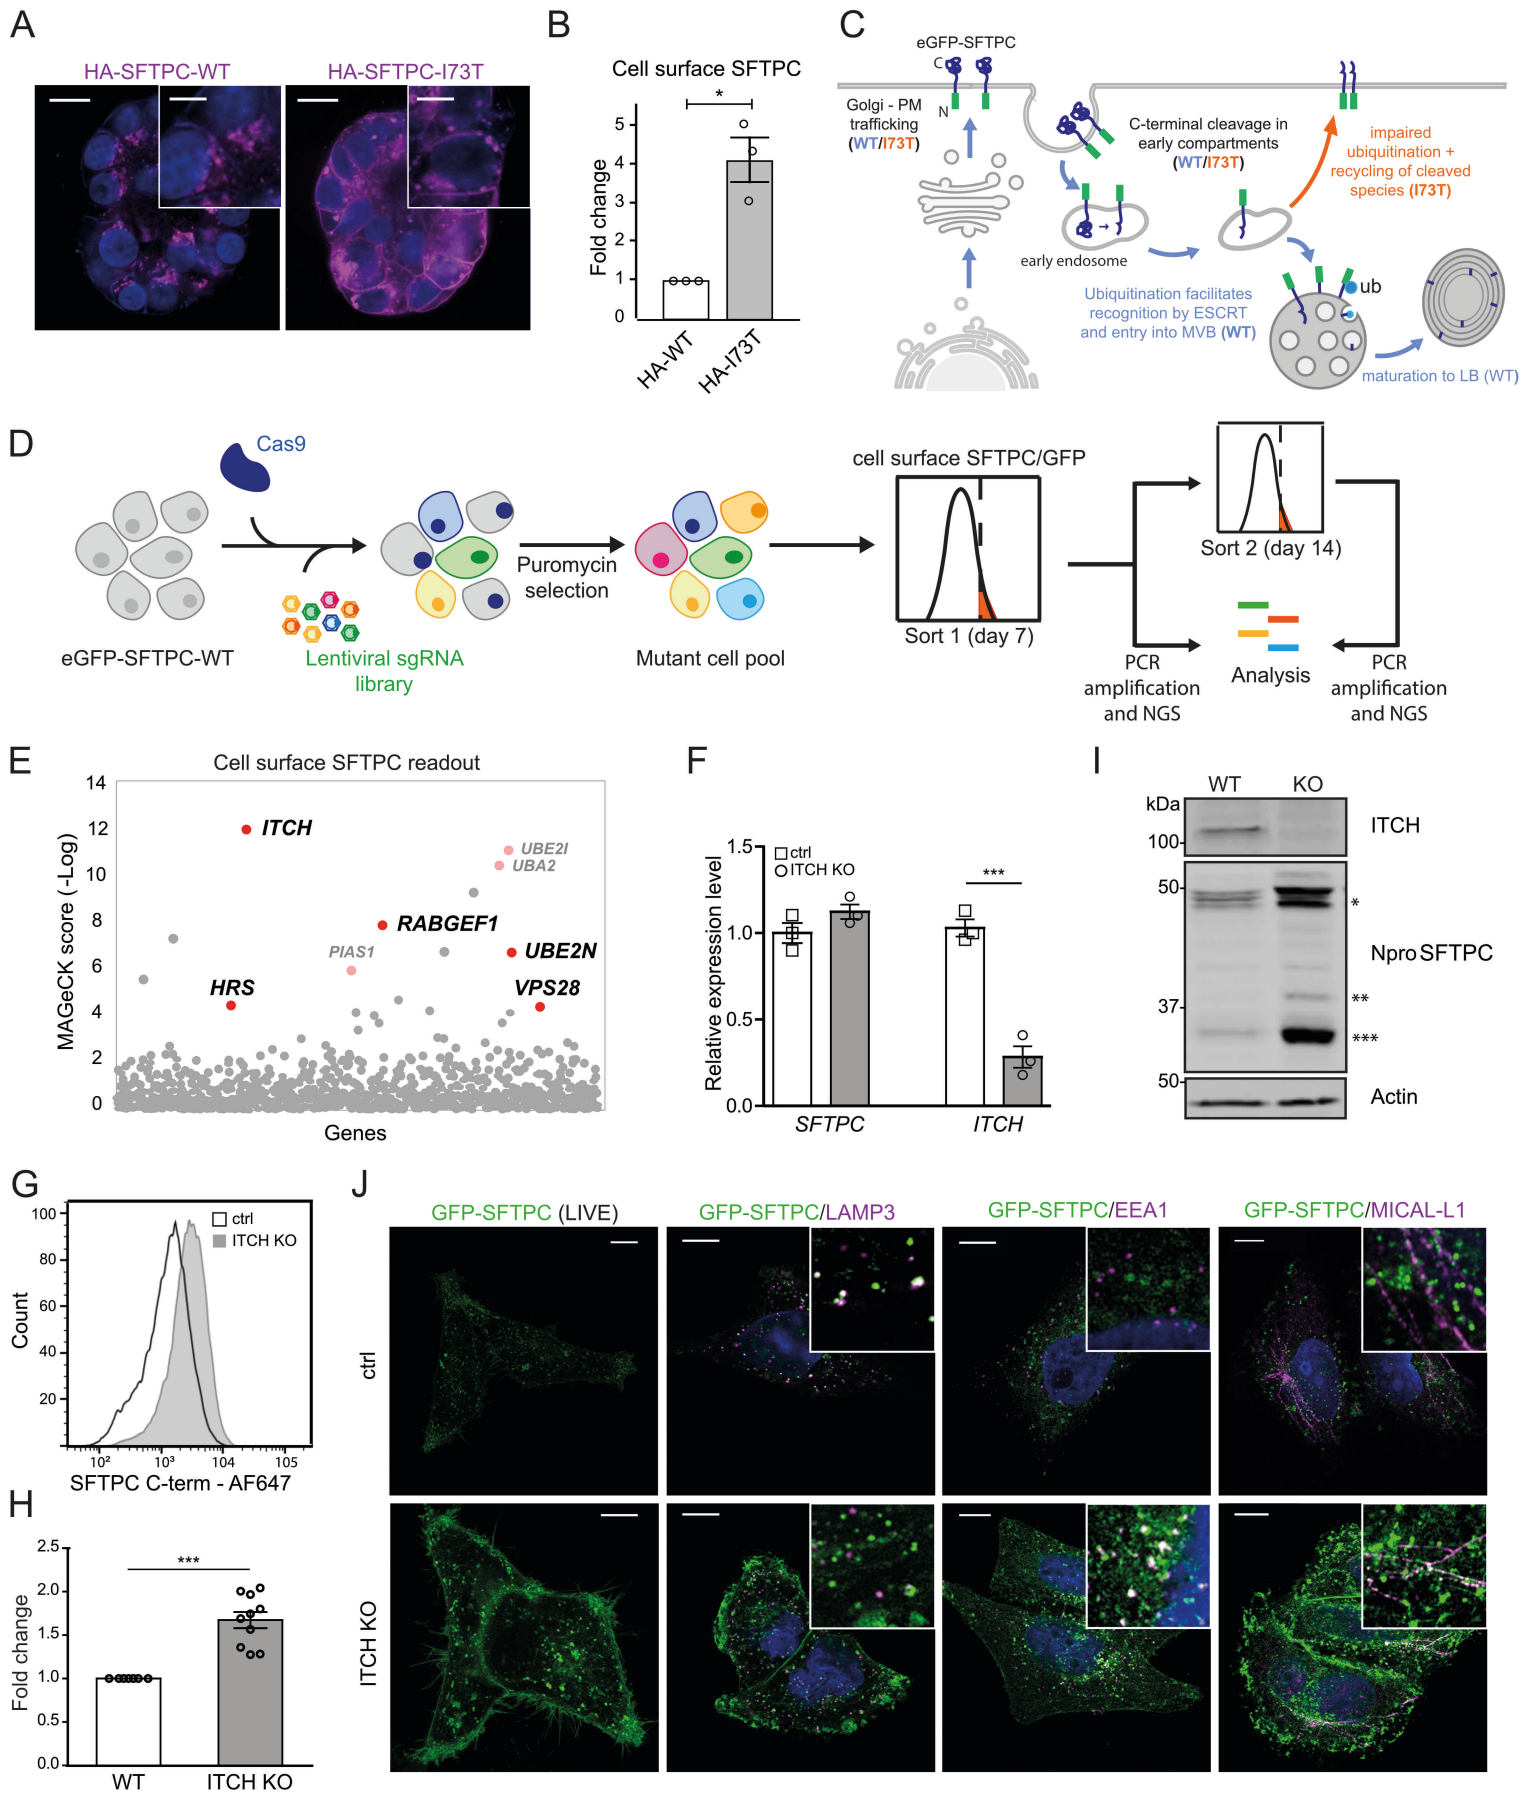 A
HA-SFTPC-WT
HA-SFTPC-I73T
B
Cell surface SFTPC
*
Fold change
5
4
3
2
1
0
HA-WT
HA-I73T
C
eGFP-SFTPC
C
N
Golgi - PM
trafficking
(WT/I73T)
C-terminal cleavage in
early compartments
(WT/I73T)
impaired
ubiquitination +
recycling of cleaved
species (I73T)
early endosome
Ubiquitination facilitates
recognition by ESCRT
and entry into MVB (WT)
ub
maturation to LB (WT)
D
Cas9
eGFP-SFTPC-WT
Lentiviral sgRNA
library
Puromycin
selection
Mutant cell pool
cell surface SFTPC/GFP
Sort 1 (day 7)
Sort 2 (day 14)
PCR
amplification
and NGS
Analysis
PCR
amplification
and NGS
E
Cell surface SFTPC readout
MAGeCK score (-Log)
14
12
10
8
6
4
2
0
ITCH
UBE2I
UBA2
RABGEF1
PIAS1
UBE2N
HRS
VPS28
Genes
F
Relative expression level
1.5
1.0
0.5
0.0
ctrl
ITCH KO
***
SFTPC
ITCH
I
WT
KO
kDa
100
ITCH
50
*
NproSFTPC
**
37
***
50
Actin
G
Count
100
80
60
40
20
ctrl
ITCH KO
10²
10³
104
105
SFTPC C-term - AF647
H
Fold change
2.5
2.0
1.5
1.0
0.5
0.0
***
WT
ITCH KO
J
GFP-SFTPC (LIVE)
GFP-SFTPC/LAMP3
GFP-SFTPC/EEA1
GFP-SFTPC/MICAL-L1
ctrl
ITCH KO